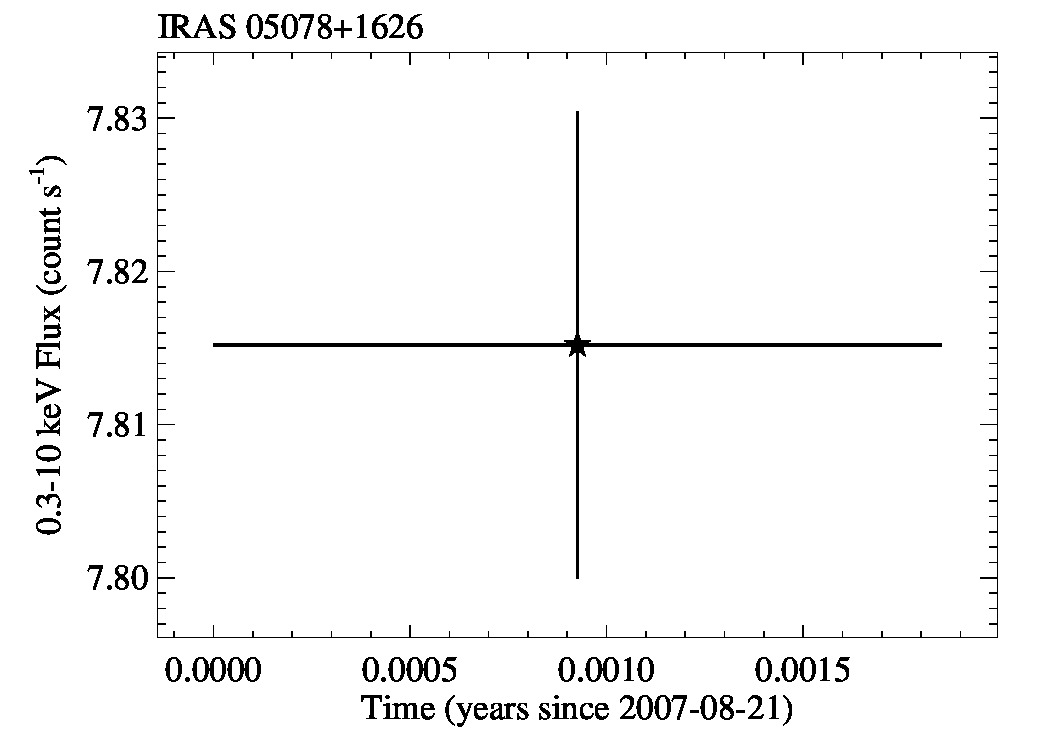 IRAS 05078+1626
7.83
7.82
7.81
7.80
0.3-10 keV Flux (count s⁻¹)
0.0000 0.0005 0.0010 0.0015
Time (years since 2007-08-21)